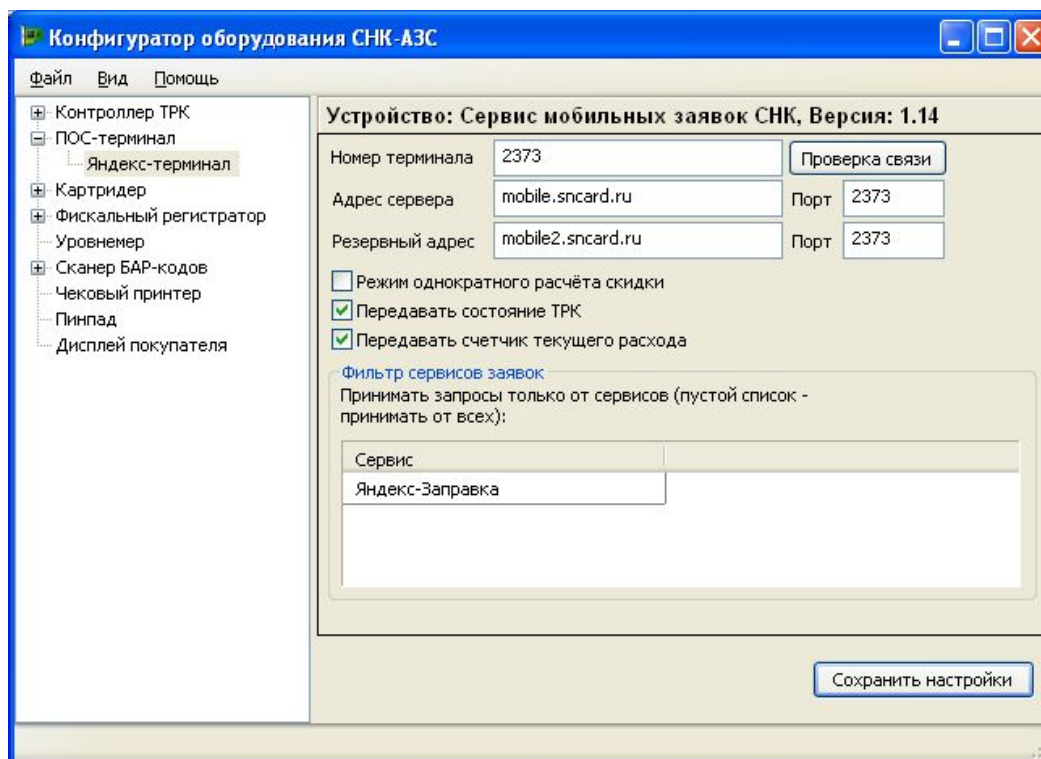 Конфигуратор оборудования СНК-АЗС
Файл Вид Помощь
Контроллер ТРК
ПОС-терминал
Яндекс-терминал
Картридер
Фискальный регистратор
Уровнемер
Сканер БАР-кодов
Чековый принтер
Пинпад
Дисплей покупателя
Устройство: Сервис мобильных заявок СНК, Версия: 1.14
Номер терминала 2373 Проверка связи
Адрес сервера mobile.sncard.ru Порт 2373
Резервный адрес mobile2.sncard.ru Порт 2373
Режим однократного расчёта скидки
Передавать состояние ТРК
Передавать счетчик текущего расхода
Фильтр сервисов заявок
Принимать запросы только от сервисов (пустой список -
принимать от всех):
Сервис
Яндекс-Заправка
Сохранить настройки